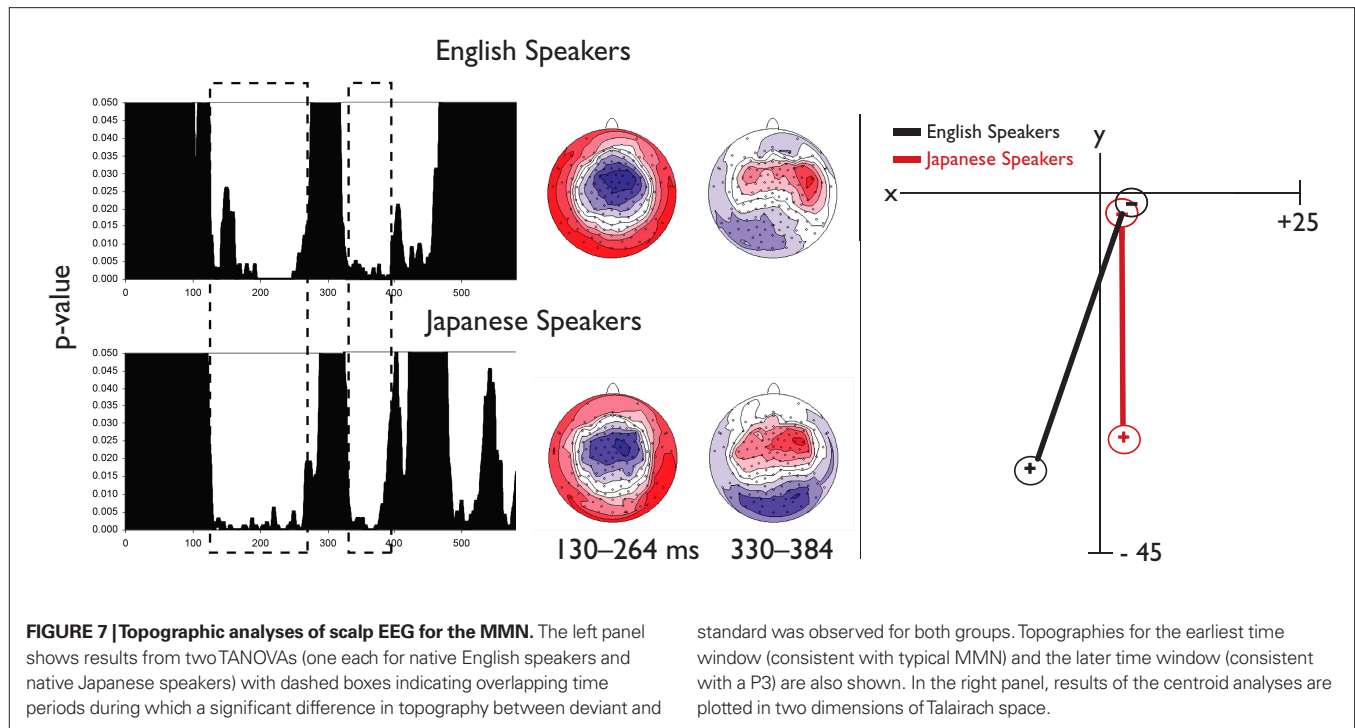 English Speakers
p-value
0.050
0.045
0.040
0.035
0.030
0.025
0.020
0.015
0.010
0.005
0.000
0 100 200 300 400 500
Japanese Speakers
0.050
0.045
0.040
0.035
0.030
0.025
0.020
0.015
0.010
0.005
0.000
0 100 200 300 400 500
130–264 ms 330–384
English Speakers
Japanese Speakers
y
x
+25
-
-
+
+
- 45
FIGURE 7 | Topographic analyses of scalp EEG for the MMN. The left panel
shows results from two TANOVAs (one each for native English speakers and
native Japanese speakers) with dashed boxes indicating overlapping time
periods during which a significant difference in topography between deviant and
standard was observed for both groups. Topographies for the earliest time
window (consistent with typical MMN) and the later time window (consistent
with a P3) are also shown. In the right panel, results of the centroid analyses are
plotted in two dimensions of Talairach space.